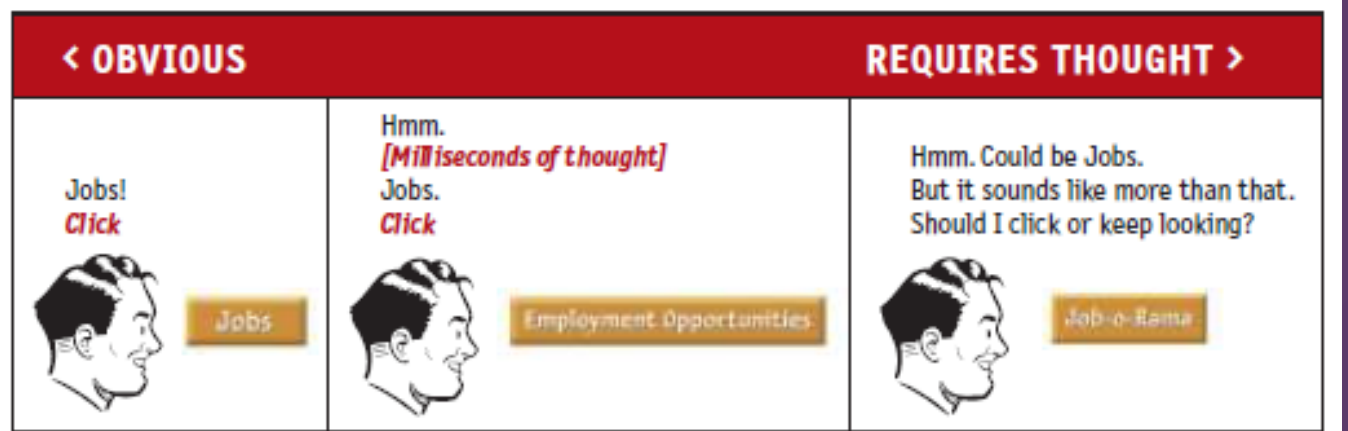 < OBVIOUS
REQUIRES THOUGHT >
Jobs!
Click
Jobs
Hmm.
[Milliseconds of thought]
Jobs.
Click
Employment Opportunities
Hmm. Could be Jobs.
But it sounds like more than that.
Should I click or keep looking?
Job-o-Rama